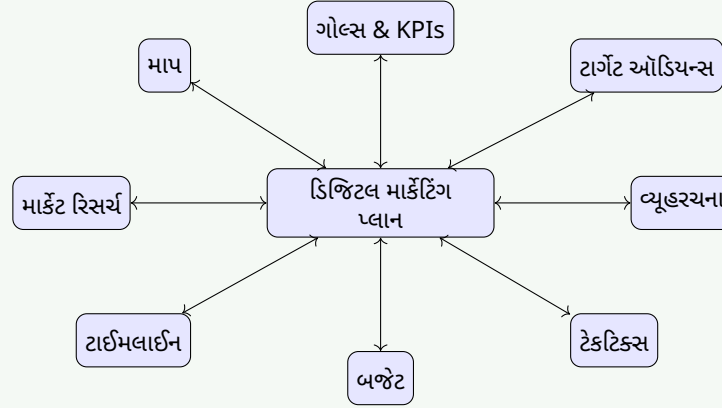 ગોલ્સ & KPIs
માપ
ટાર્ગેટ ઑડિયન્સ
ડિજિટલ માર્કેટિંગ
પ્લાન
માર્કેટ રિસર્ચ
વ્યૂહરચના
ટાઈમલાઈન
ટેકટિક્સ
બજેટ